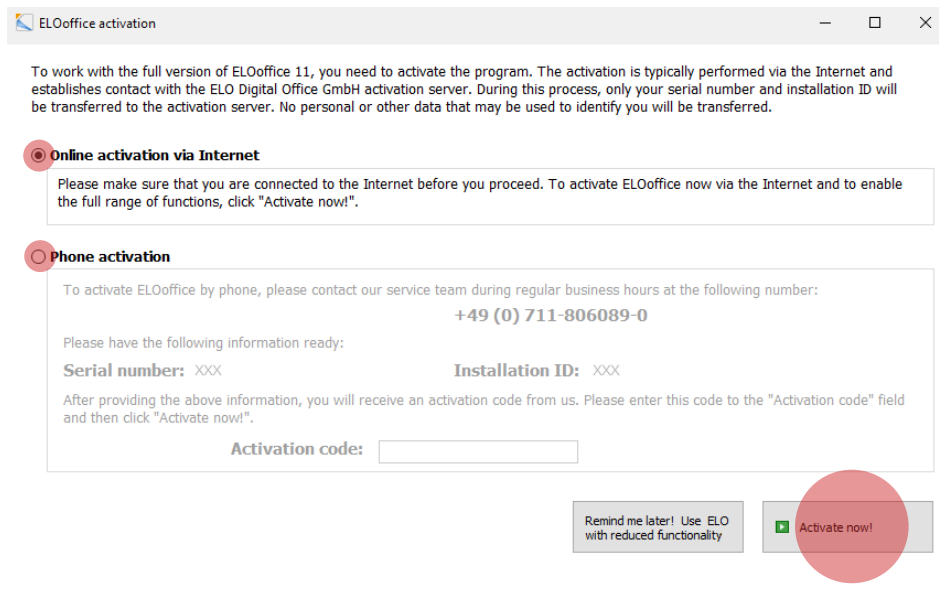 ELOoffice activation
To work with the full version of ELOoffice 11, you need to activate the program. The activation is typically performed via the Internet and
establishes contact with the ELO Digital Office GmbH activation server. During this process, only your serial number and installation ID will
be transferred to the activation server. No personal or other data that may be used to identify you will be transferred.
Online activation via Internet
Please make sure that you are connected to the Internet before you proceed. To activate ELOoffice now via the Internet and to enable
the full range of functions, click "Activate now!".
Phone activation
To activate ELOoffice by phone, please contact our service team during regular business hours at the following number:
+49 (0) 711-806089-0
Please have the following information ready:
Serial number: XXX Installation ID: XXX
After providing the above information, you will receive an activation code from us. Please enter this code to the "Activation code" field
and then click "Activate now!".
Activation code:
Remind me later! Use ELO
with reduced functionality
Activate now!